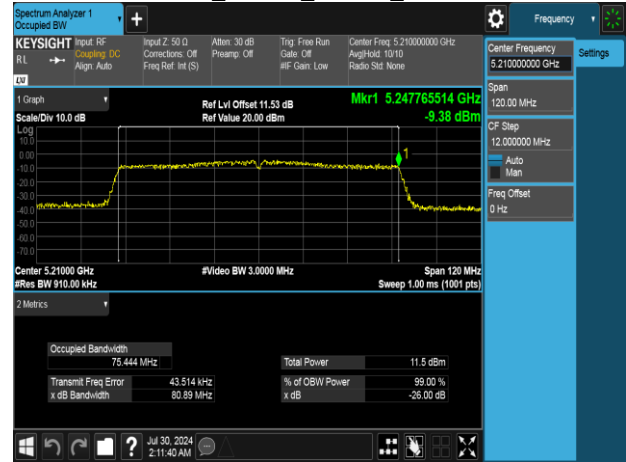 Spectrum Analyzer 1
Occupied BW
Frequency
KEYSIGHT
RL
LXI
Input: RF
Coupling: DC
Align: Auto
Input Z: 50 Ω
Corrections: Off
Freq Ref: Int (S)
Atten: 30 dB
Preamp: Off
Trig: Free Run
Gate: Off
#IF Gain: Low
Center Freq: 5.210000000 GHz
Avg|Hold: 10/10
Radio Std: None
Center Frequency
5.210000000 GHz
Settings
Span
120.00 MHz
CF Step
12.000000 MHz
Auto
Man
Freq Offset
0 Hz
1 Graph
Scale/Div 10.0 dB
Ref Lvl Offset 11.53 dB
Ref Value 20.00 dBm
Mkr1 5.247765514 GHz
-9.38 dBm
Log
10.0
0.00
-10.0
-20.0
-30.0
-40.0
-50.0
-60.0
-70.0
1
Center 5.21000 GHz
#Video BW 3.0000 MHz
Span 120 MHz
#Res BW 910.00 kHz
Sweep 1.00 ms (1001 pts)
2 Metrics
Occupied Bandwidth
75.444 MHz
Total Power 11.5 dBm
Transmit Freq Error 43.514 kHz
% of OBW Power 99.00 %
x dB Bandwidth 80.89 MHz
x dB -26.00 dB
?
Jul 30, 2024
2:11:40 AM